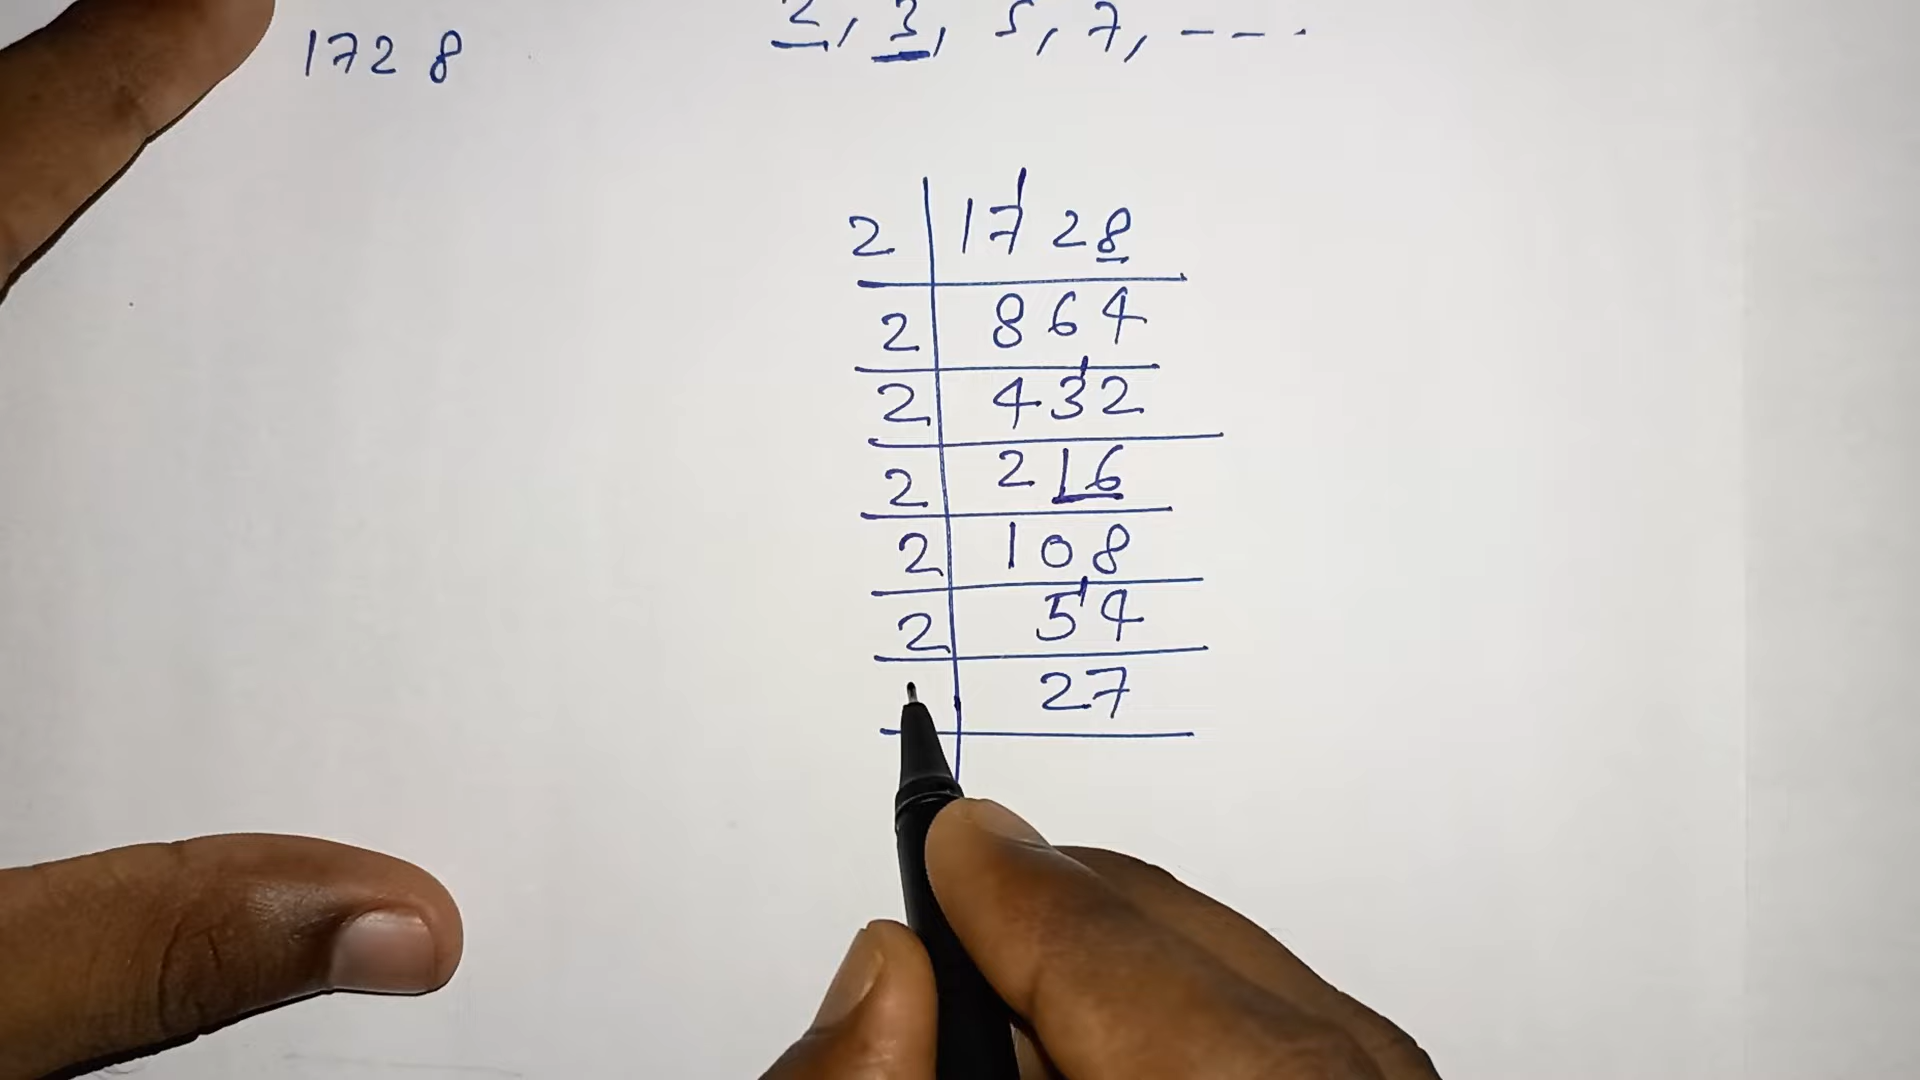 2, 3, 5, 7, ---.
1728
2 | 1728
2 | 864
2 | 432
2 | 216
2 | 108
2 | 54
27